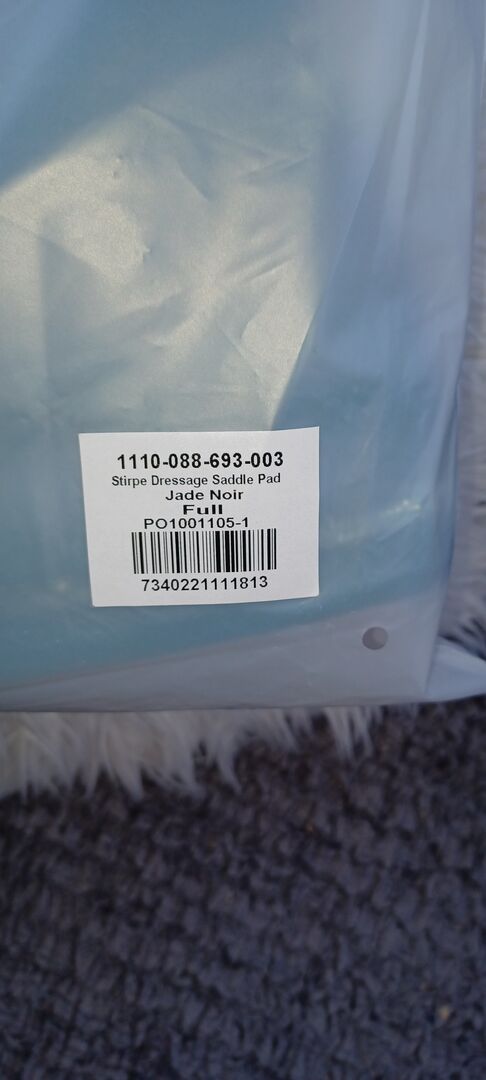 1110-088-693-003
Stirpe Dressage Saddle Pad
Jade Noir
Full
PO1001105-1
7340221111813